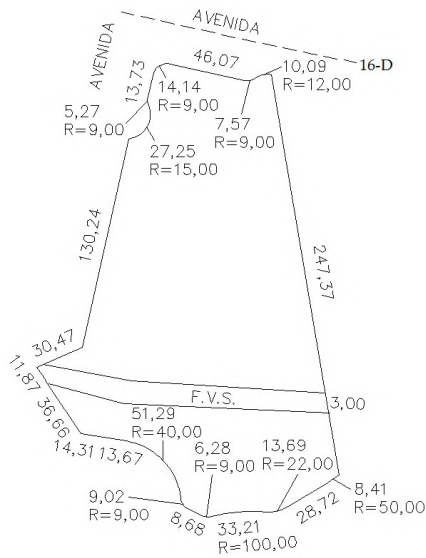 AVENIDA
16-D
AVENIDA
46,07
10,09
R=12,00
13,73
14,14
R=9,00
5,27
R=9,00
7,57
R=9,00
27,25
R=15,00
130,24
247,37
30,47
11,87
F.V.S.
3,00
36,66
51,29
R=40,00
14,31
13,67
6,28
R=9,00
13,69
R=22,00
8,41
R=50,00
9,02
R=9,00
8,68
33,21
R=100,00
28,72